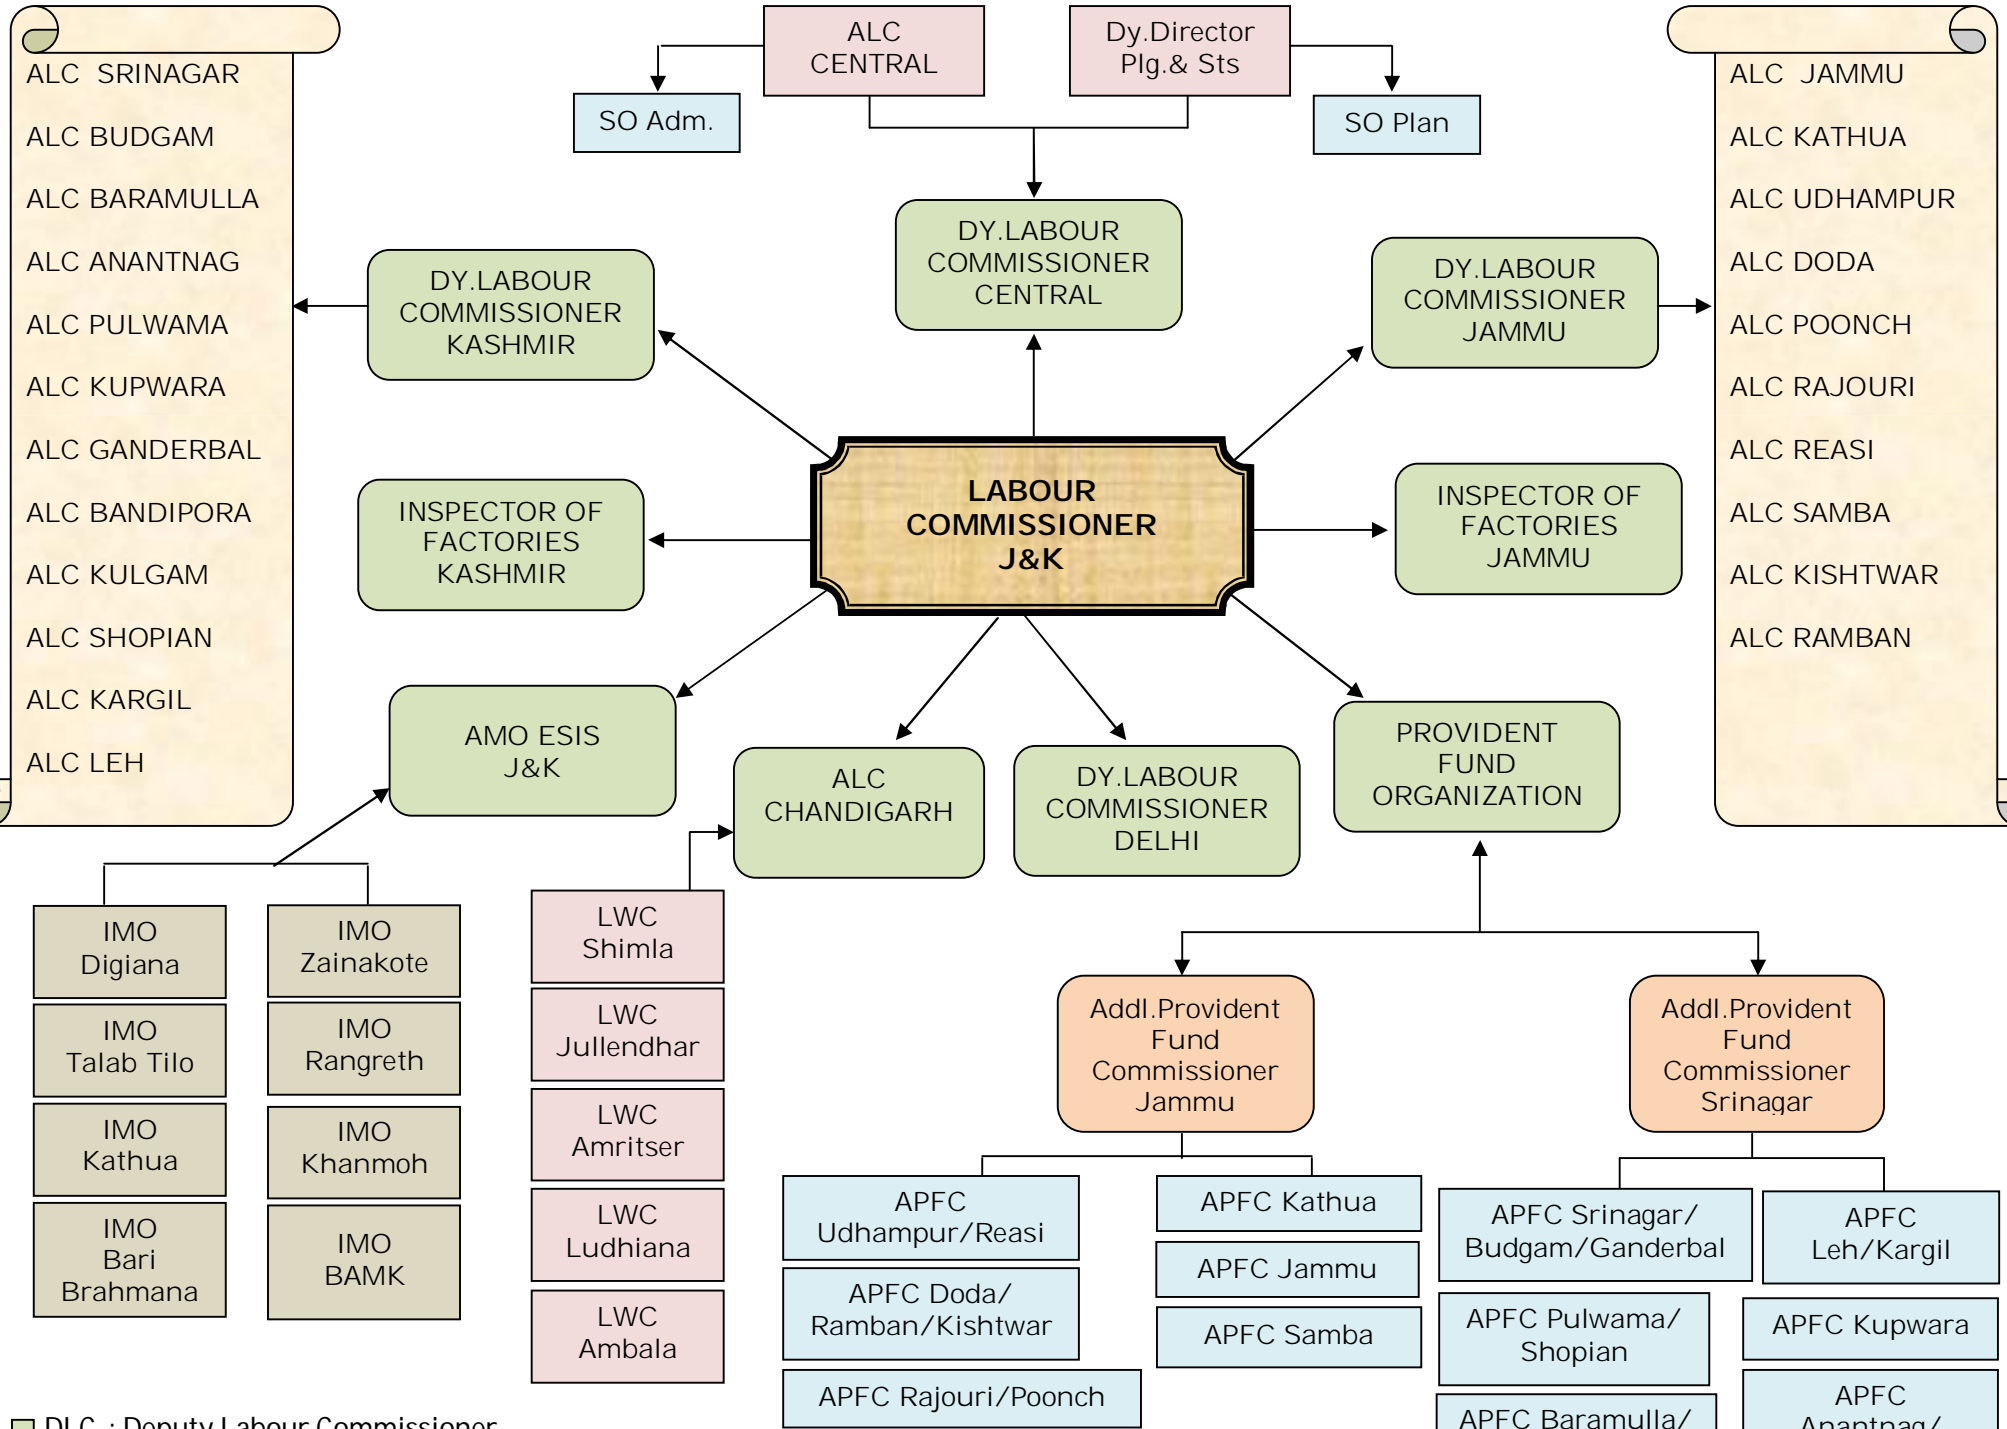 ALC SRINAGAR
ALC BUDGAM
ALC BARAMULLA
ALC ANANTNAG
ALC PULWAMA
ALC KUPWARA
ALC GANDERBAL
ALC BANDIPORA
ALC KULGAM
ALC SHOPIAN
ALC KARGIL
ALC LEH
ALC
CENTRAL
Dy.Director
Plg.& Sts
SO Adm.
SO Plan
DY.LABOUR
COMMISSIONER
CENTRAL
DY.LABOUR
COMMISSIONER
KASHMIR
DY.LABOUR
COMMISSIONER
JAMMU
ALC JAMMU
ALC KATHUA
ALC UDHAMPUR
ALC DODA
ALC POONCH
ALC RAJOURI
ALC REASI
ALC SAMBA
ALC KISHTWAR
ALC RAMBAN
LABOUR
COMMISSIONER
J&K
INSPECTOR OF
FACTORIES
KASHMIR
INSPECTOR OF
FACTORIES
JAMMU
AMO ESIS
J&K
ALC
CHANDIGARH
DY.LABOUR
COMMISSIONER
DELHI
PROVIDENT
FUND
ORGANIZATION
IMO
Digiana
IMO
Talab Tilo
IMO
Kathua
IMO
Bari
Brahmana
IMO
Zainakote
IMO
Rangreth
IMO
Khanmoh
IMO
BAMK
LWC
Shimla
LWC
Jullendhar
LWC
Amritser
LWC
Ludhiana
LWC
Ambala
Addl.Provident
Fund
Commissioner
Jammu
Addl.Provident
Fund
Commissioner
Srinagar
APFC
Udhampur/Reasi
APFC Doda/
Ramban/Kishtwar
APFC Rajouri/Poonch
APFC Kathua
APFC Jammu
APFC Samba
APFC Srinagar/
Budgam/Ganderbal
APFC Pulwama/
Shopian
APFC Baramulla/
APFC
Leh/Kargil
APFC Kupwara
APFC
Anantnag/
DLC : Deputy Labour Commissioner